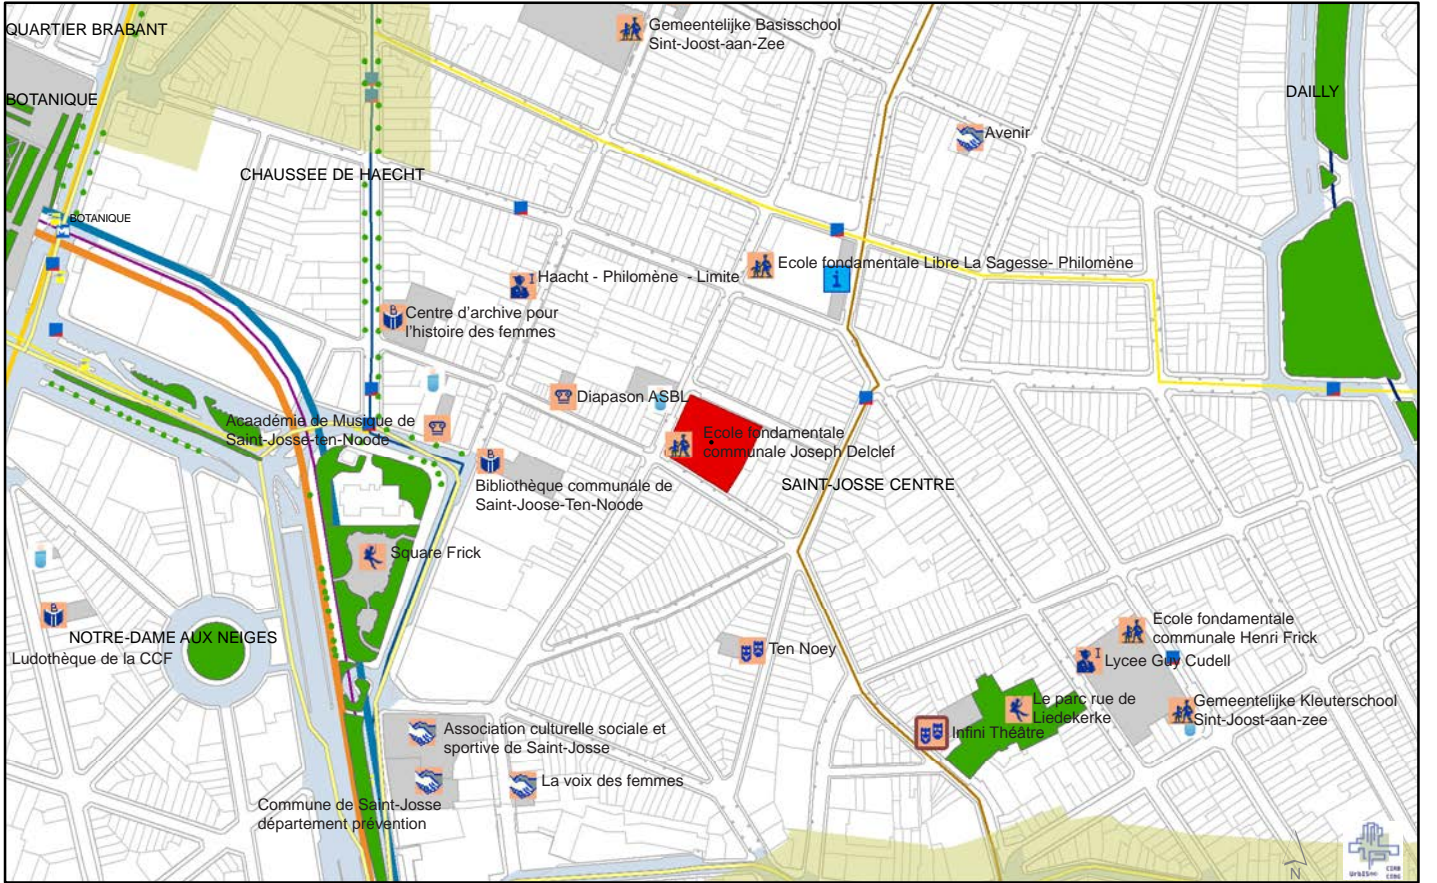 QUARTIER BRABANT
Gemeentelijke Basisschool
Sint-Joost-aan-Zee
BOTANIQUE
DAILLY
Avenir
CHAUSSEE DE HAECHT
BOTANIQUE
M
Ecole fondamentale Libre La Sagesse- Philomène
i
I
Haacht - Philomène - Limite
B
Centre d'archive pour
l'histoire des femmes
Diapason ASBL
Acaadémie de Musique de
Saint-Josse-ten-Noode
Ecole fondamentale
communale Joseph Delclef
B
Bibliothèque communale de
Saint-Joose-Ten-Noode
SAINT-JOSSE CENTRE
Square Frick
B
NOTRE-DAME AUX NEIGES
Ludothèque de la CCF
Ten Noey
Ecole fondamentale
communale Henri Frick
I
Lycee Guy Cudell
Le parc rue de
Liedekerke
Gemeentelijke Kleuterschool
Sint-Joost-aan-zee
Infini Théâtre
Association culturelle sociale et
sportive de Saint-Josse
La voix des femmes
Commune de Saint-Josse
département prévention
N
UrbIS
CIRB
CIBG